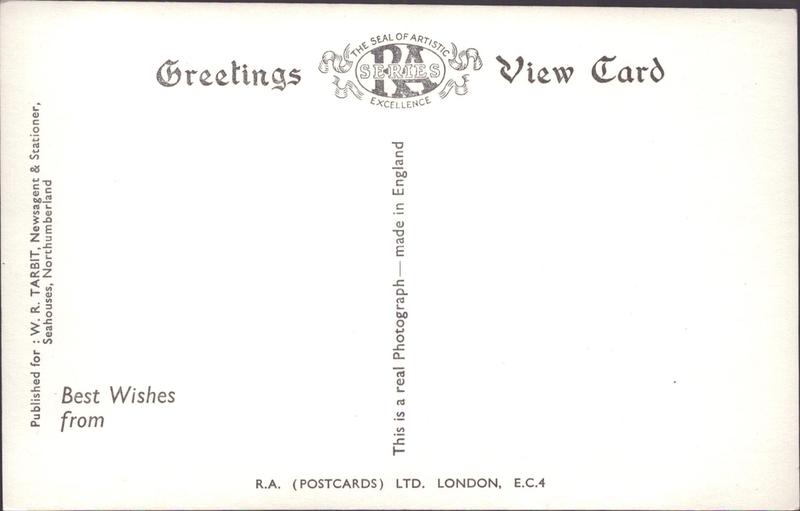 Greetings
THE SEAL OF ARTISTIC
RA
SERIES
EXCELLENCE
View Card
Published for : W. R. TARBIT, Newsagent & Stationer,
Seahouses, Northumberland
This is a real Photograph — made in England
Best Wishes
from
R.A. (POSTCARDS) LTD. LONDON, E.C.4